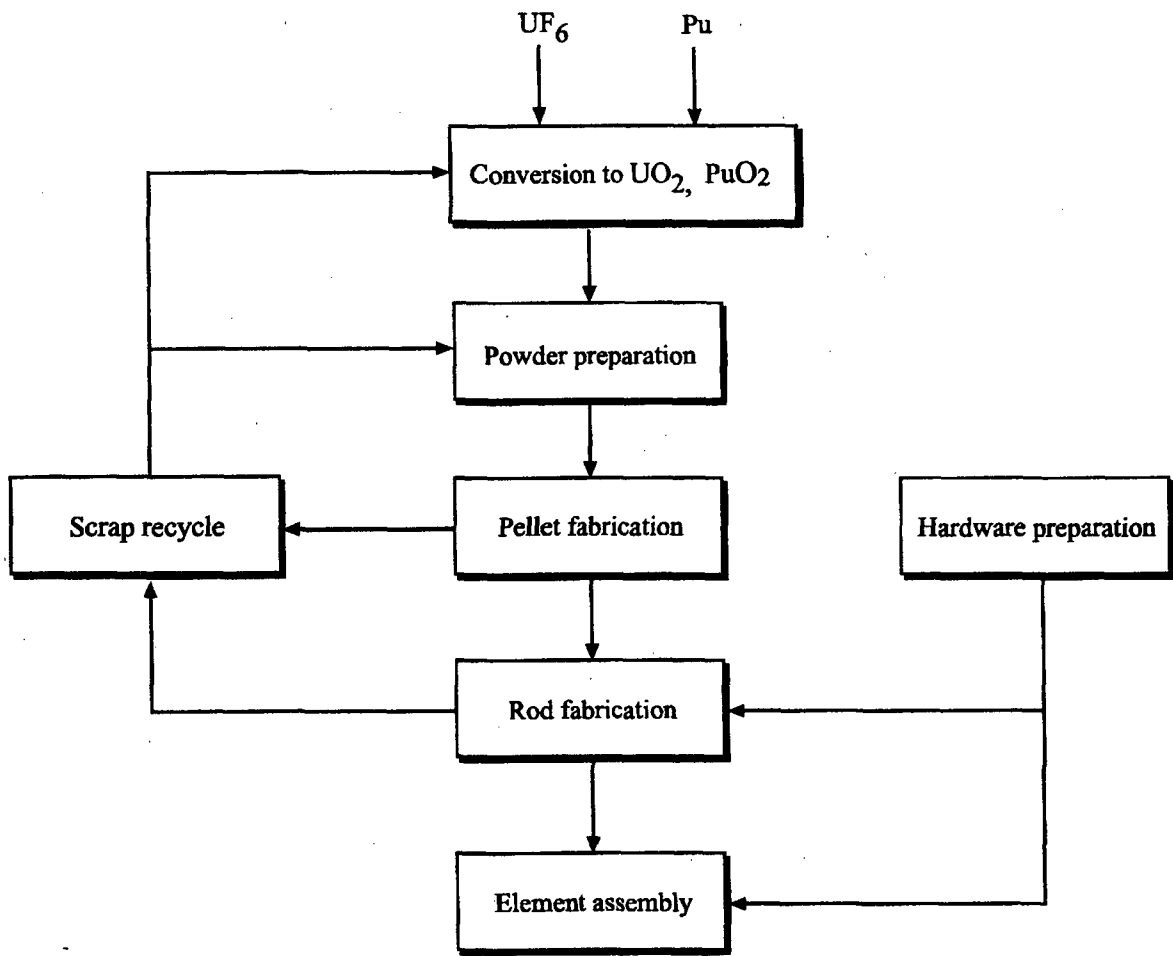 UF6 Pu
Conversion to UO2, PuO2
Powder preparation
Scrap recycle
Pellet fabrication
Hardware preparation
Rod fabrication
Element assembly